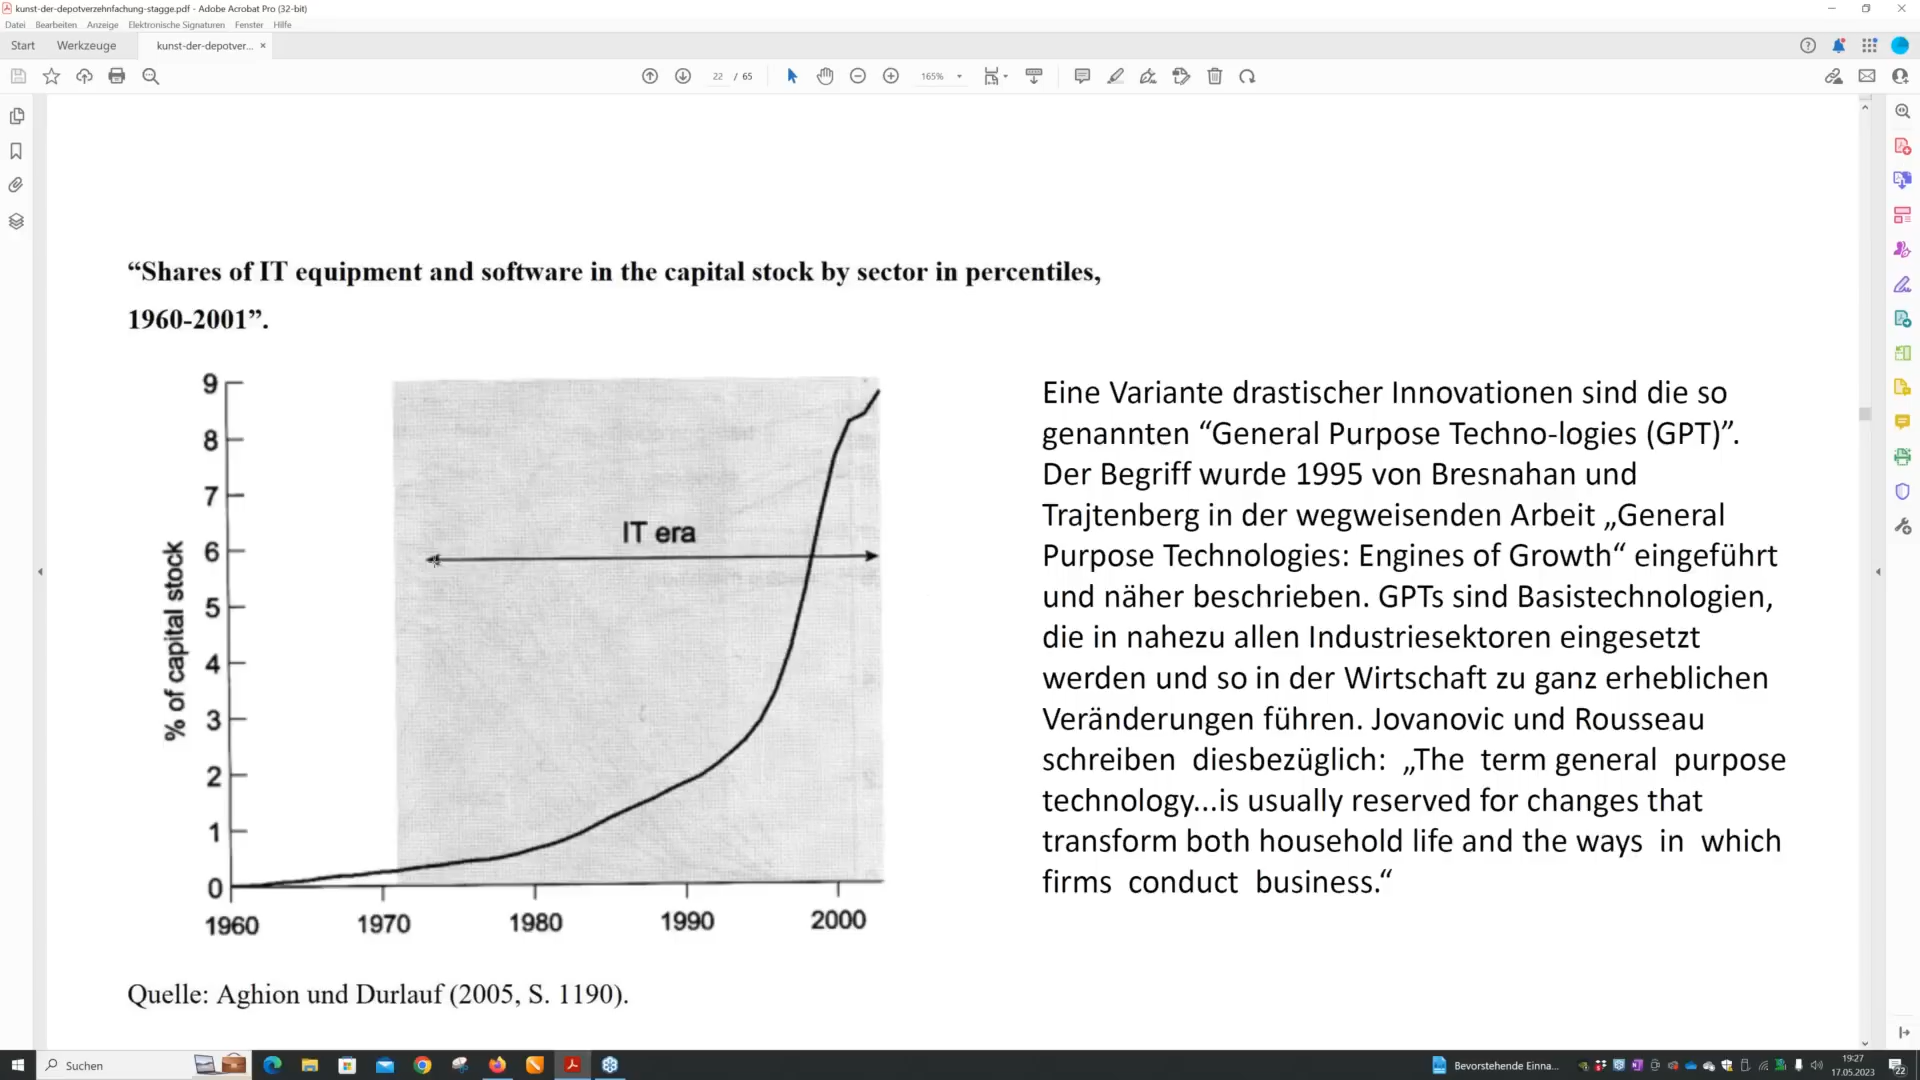 kunst-der-depotverzehnfachung-stagge.pdf - Adobe Acrobat Pro (32-bit)
Datei Bearbeiten Anzeige Elektronische Signaturen Fenster Hilfe
Start Werkzeuge kunst-der-depotver... ×
22 / 65 165%
“Shares of IT equipment and software in the capital stock by sector in percentiles,
1960-2001”.
9
8
7
6
5
4
3
2
1
0
% of capital stock
IT era
1960 1970 1980 1990 2000
Quelle: Aghion und Durlauf (2005, S. 1190).
Eine Variante drastischer Innovationen sind die so
genannten “General Purpose Techno-logies (GPT)”.
Der Begriff wurde 1995 von Bresnahan und
Trajtenberg in der wegweisenden Arbeit „General
Purpose Technologies: Engines of Growth“ eingeführt
und näher beschrieben. GPTs sind Basistechnologien,
die in nahezu allen Industriesektoren eingesetzt
werden und so in der Wirtschaft zu ganz erheblichen
Veränderungen führen. Jovanovic und Rousseau
schreiben diesbezüglich: „The term general purpose
technology...is usually reserved for changes that
transform both household life and the ways in which
firms conduct business.“
Suchen
Bevorstehende Einna...
19:27
17.05.2023
22